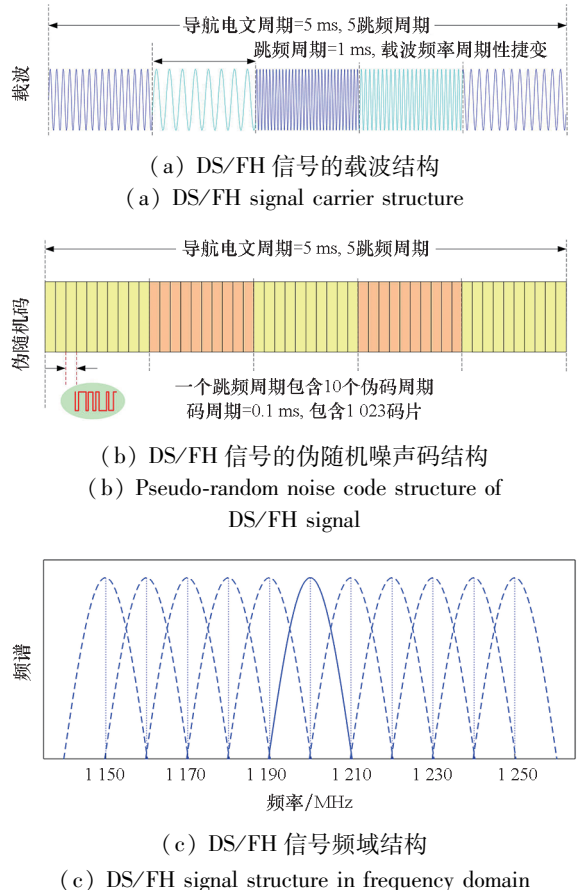 导航电文周期=5 ms, 5跳频周期
跳频周期=1 ms, 载波频率周期性捷变
载波
（a）DS/FH 信号的载波结构
(a) DS/FH signal carrier structure
导航电文周期=5 ms, 5跳频周期
伪随机码
一个跳频周期包含10个伪码周期
码周期=0.1 ms, 包含1 023码片
（b）DS/FH 信号的伪随机噪声码结构
(b) Pseudo-random noise code structure of
DS/FH signal
频谱
1 150 1 170 1 190 1 210 1 230 1 250
频率/MHz
（c）DS/FH 信号频域结构
(c) DS/FH signal structure in frequency domain